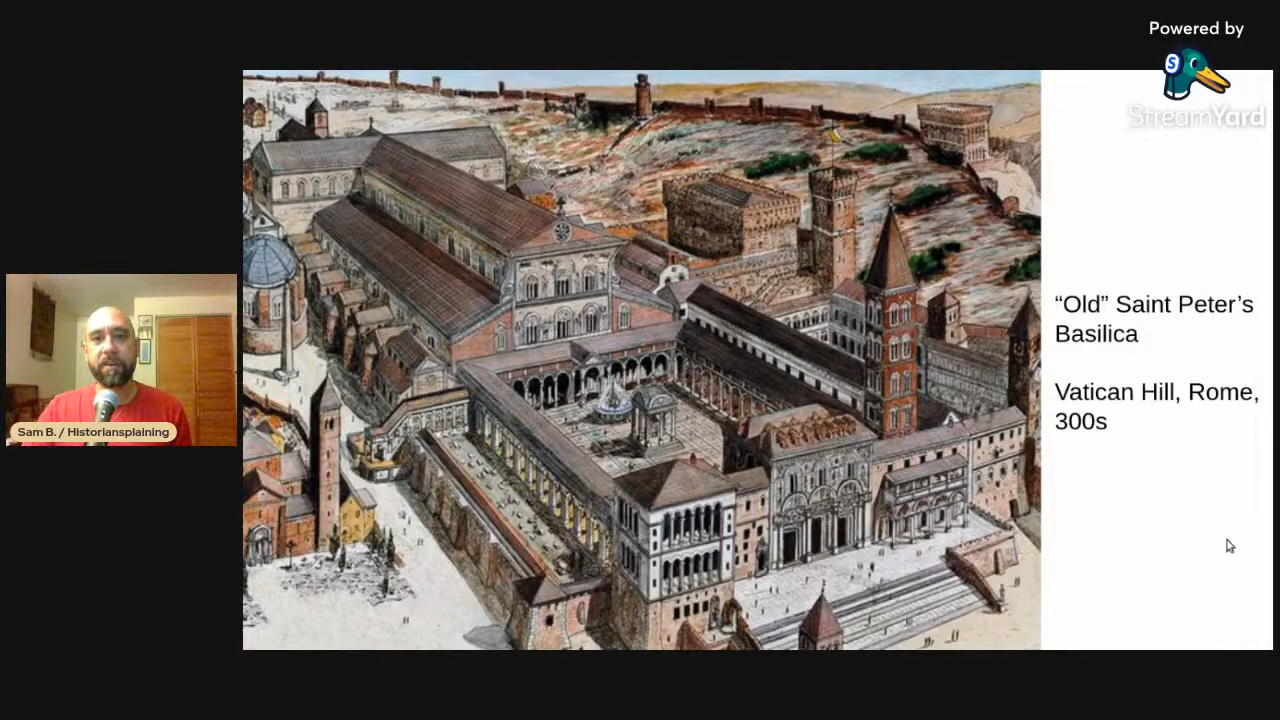 Powered by
S
StreamYard
“Old” Saint Peter’s
Basilica
Vatican Hill, Rome,
300s
Sam B. / Historiansplaining